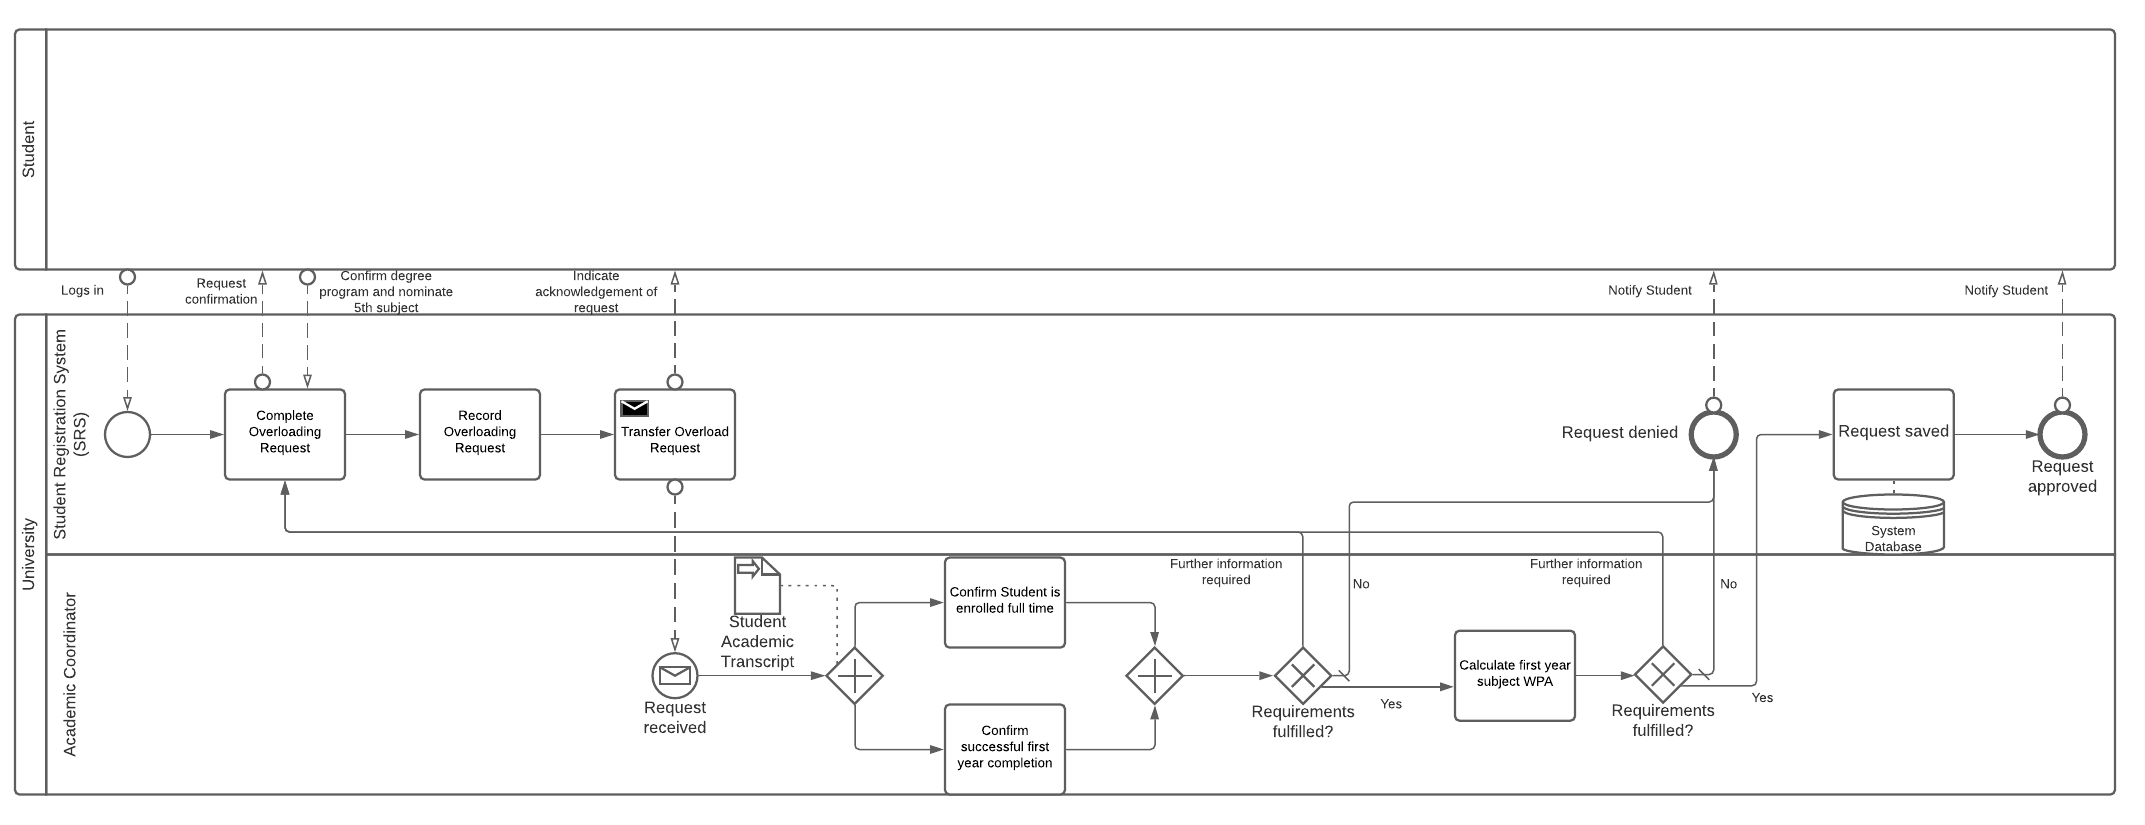 Student
Logs in
Request
confirmation
Confirm degree
program and nominate
5th subject
Indicate
acknowledgement of
request
Notify Student
Notify Student
University
Student Registration System
(SRS)
Complete
Overloading
Request
Record
Overloading
Request
Transfer Overload
Request
Request denied
Request saved
Request
approved
System
Database
Academic Coordinator
Student
Academic
Transcript
Request
received
Confirm Student is
enrolled full time
Confirm
successful first
year completion
Further information
required
No
Requirements
fulfilled?
Yes
Calculate first year
subject WPA
Further information
required
No
Requirements
fulfilled?
Yes